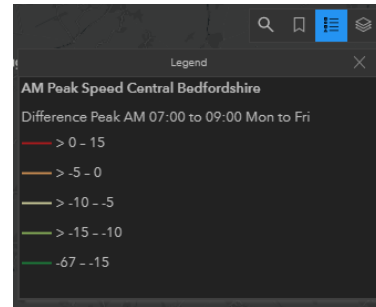 Legend
AM Peak Speed Central Bedfordshire
Difference Peak AM 07:00 to 09:00 Mon to Fri
> 0 – 15
> -5 – 0
> -10 – -5
> -15 – -10
-67 – -15